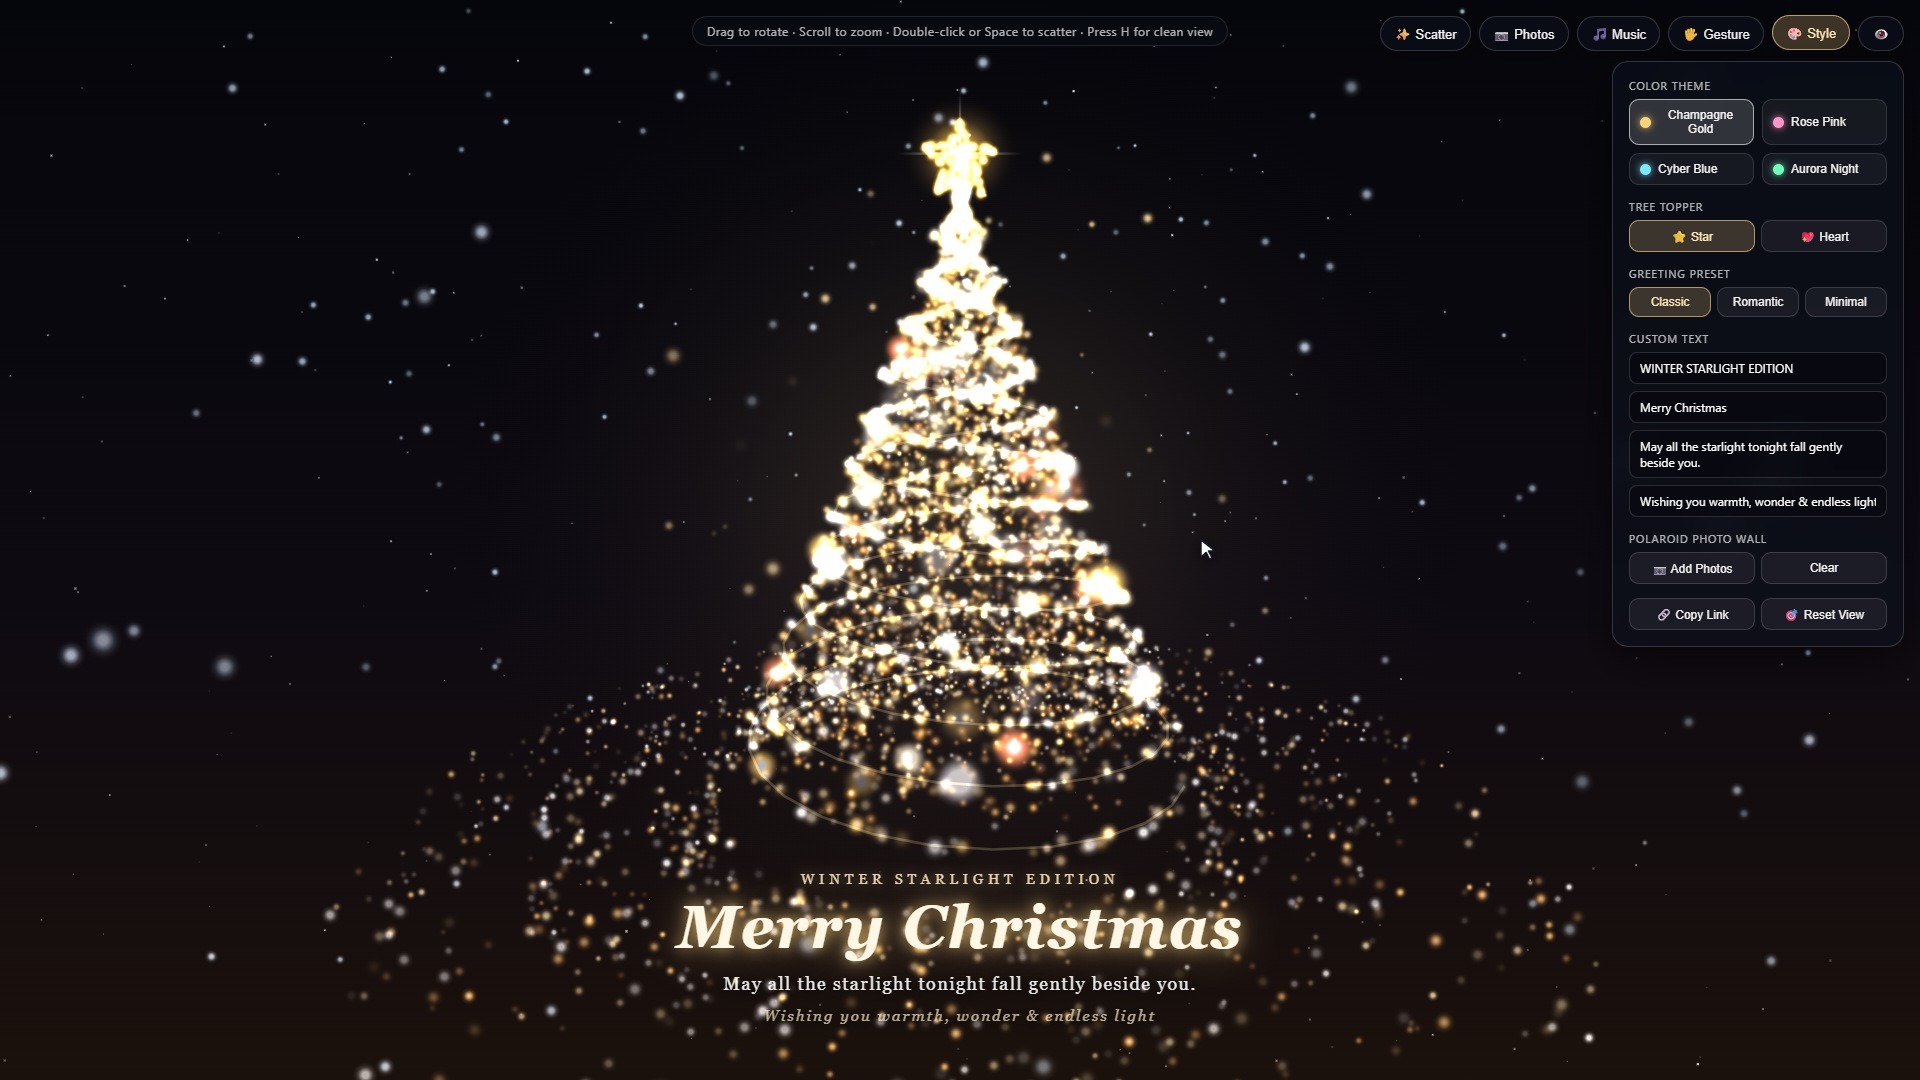 Drag to rotate · Scroll to zoom · Double-click or Space to scatter · Press H for clean view
Scatter
Photos
Music
Gesture
Style
COLOR THEME
Champagne
Gold
Rose Pink
Cyber Blue
Aurora Night
TREE TOPPER
Star
Heart
GREETING PRESET
Classic
Romantic
Minimal
CUSTOM TEXT
WINTER STARLIGHT EDITION
Merry Christmas
May all the starlight tonight fall gently
beside you.
Wishing you warmth, wonder & endless light
POLAROID PHOTO WALL
Add Photos
Clear
Copy Link
Reset View
WINTER STARLIGHT EDITION
Merry Christmas
May all the starlight tonight fall gently beside you.
Wishing you warmth, wonder & endless light